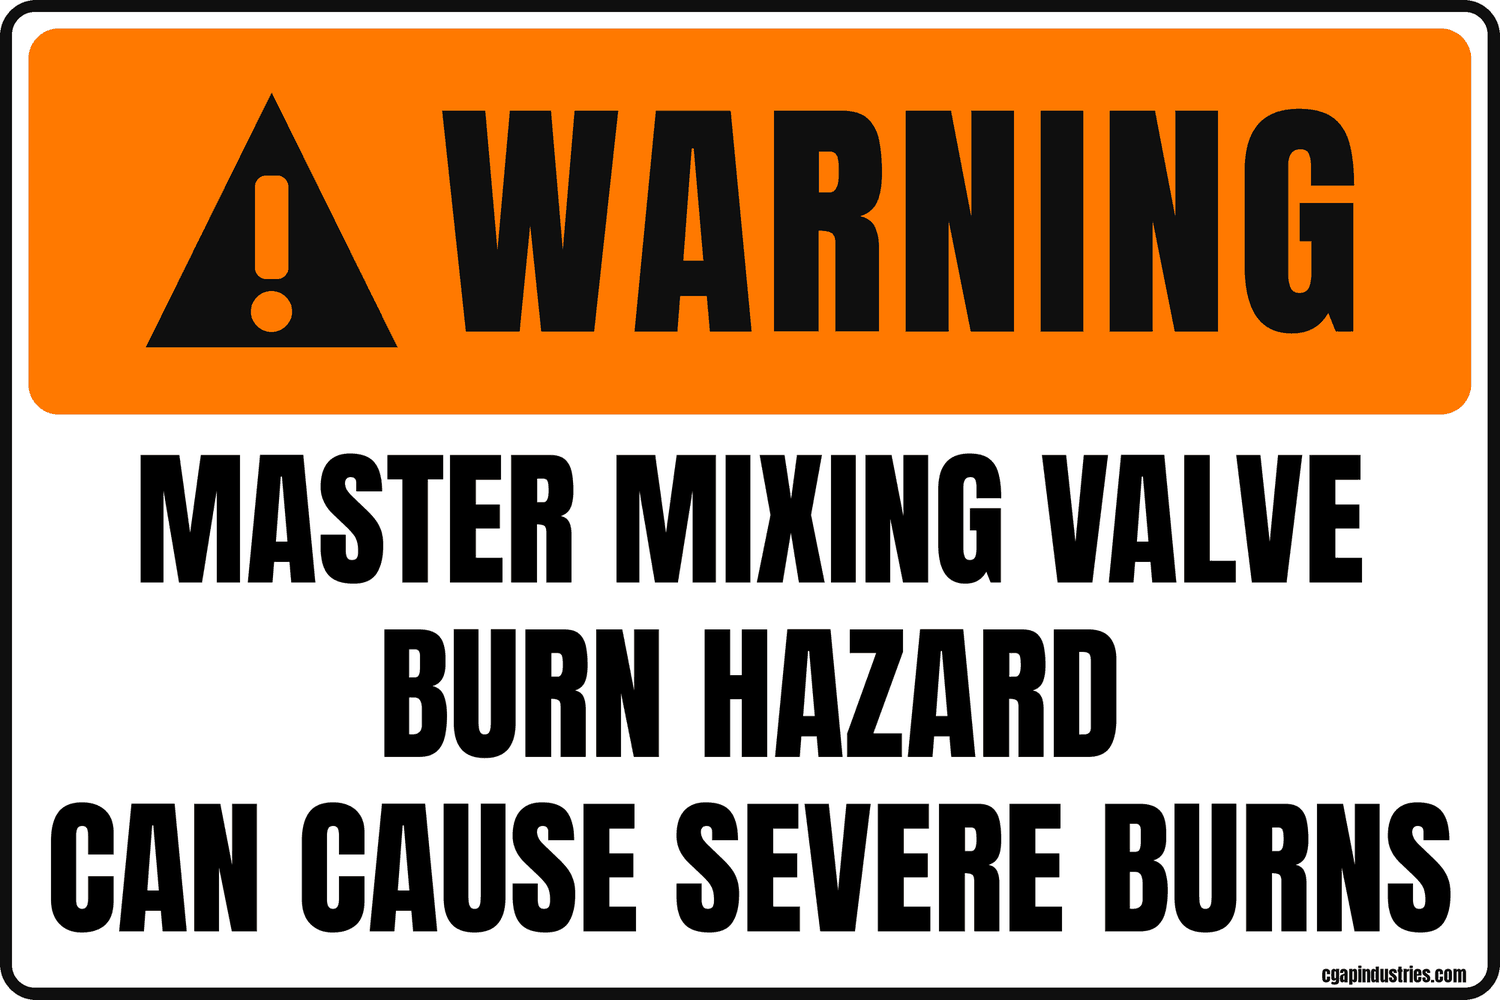 WARNING
MASTER MIXING VALVE
BURN HAZARD
CAN CAUSE SEVERE BURNS
cgapindustries.com